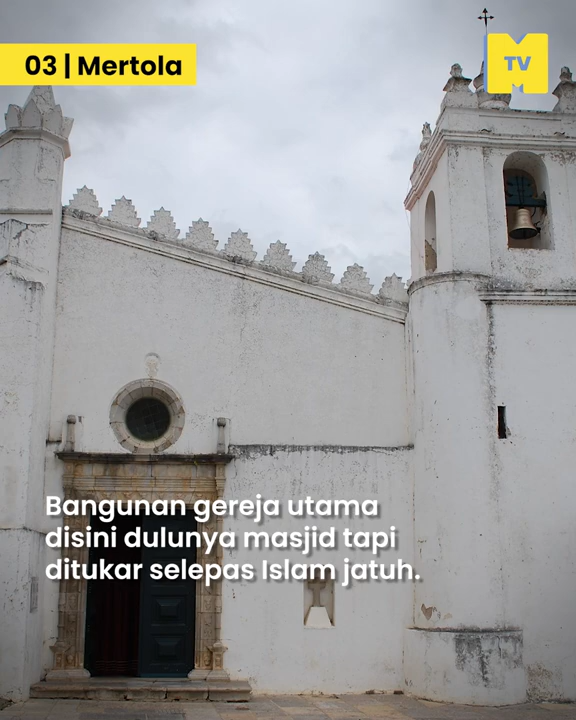 03 | Mertola
TV
Bangunan gereja utama
disini dulunya masjid tapi
ditukar selepas Islam jatuh.